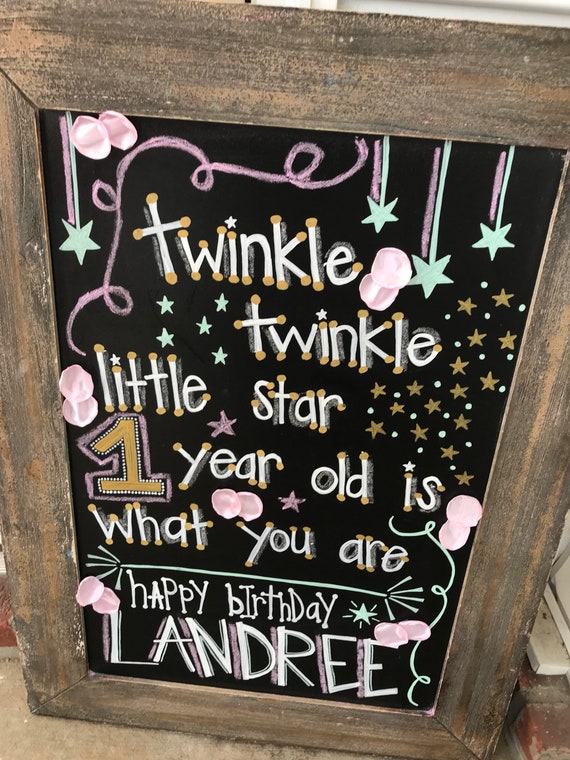 twinkle
twinkle
little star
1 year old is
what you are
HAPPY biRTHDAY
LANDREE